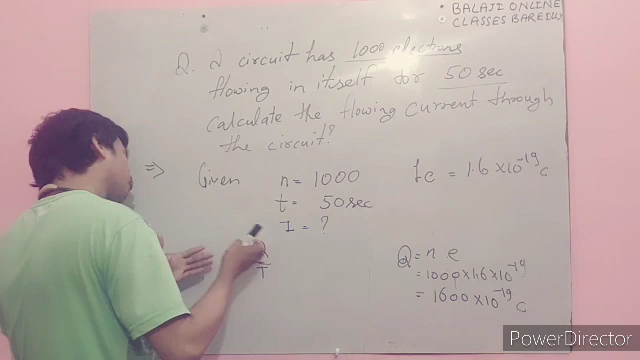 • BALAJI ONLINE
CLASSES BAREILLY
Q. A circuit has 1000 electrons
flowing in itself for 50 sec
calculate the flowing current through
the circuit?
⇒ Given n = 1000
t = 50 sec
I = ?
1e = 1.6 × 10⁻¹⁹ C
Q = n e
= 1000 × 1.6 × 10⁻¹⁹
= 1600 × 10⁻¹⁹ C
T
PowerDirector